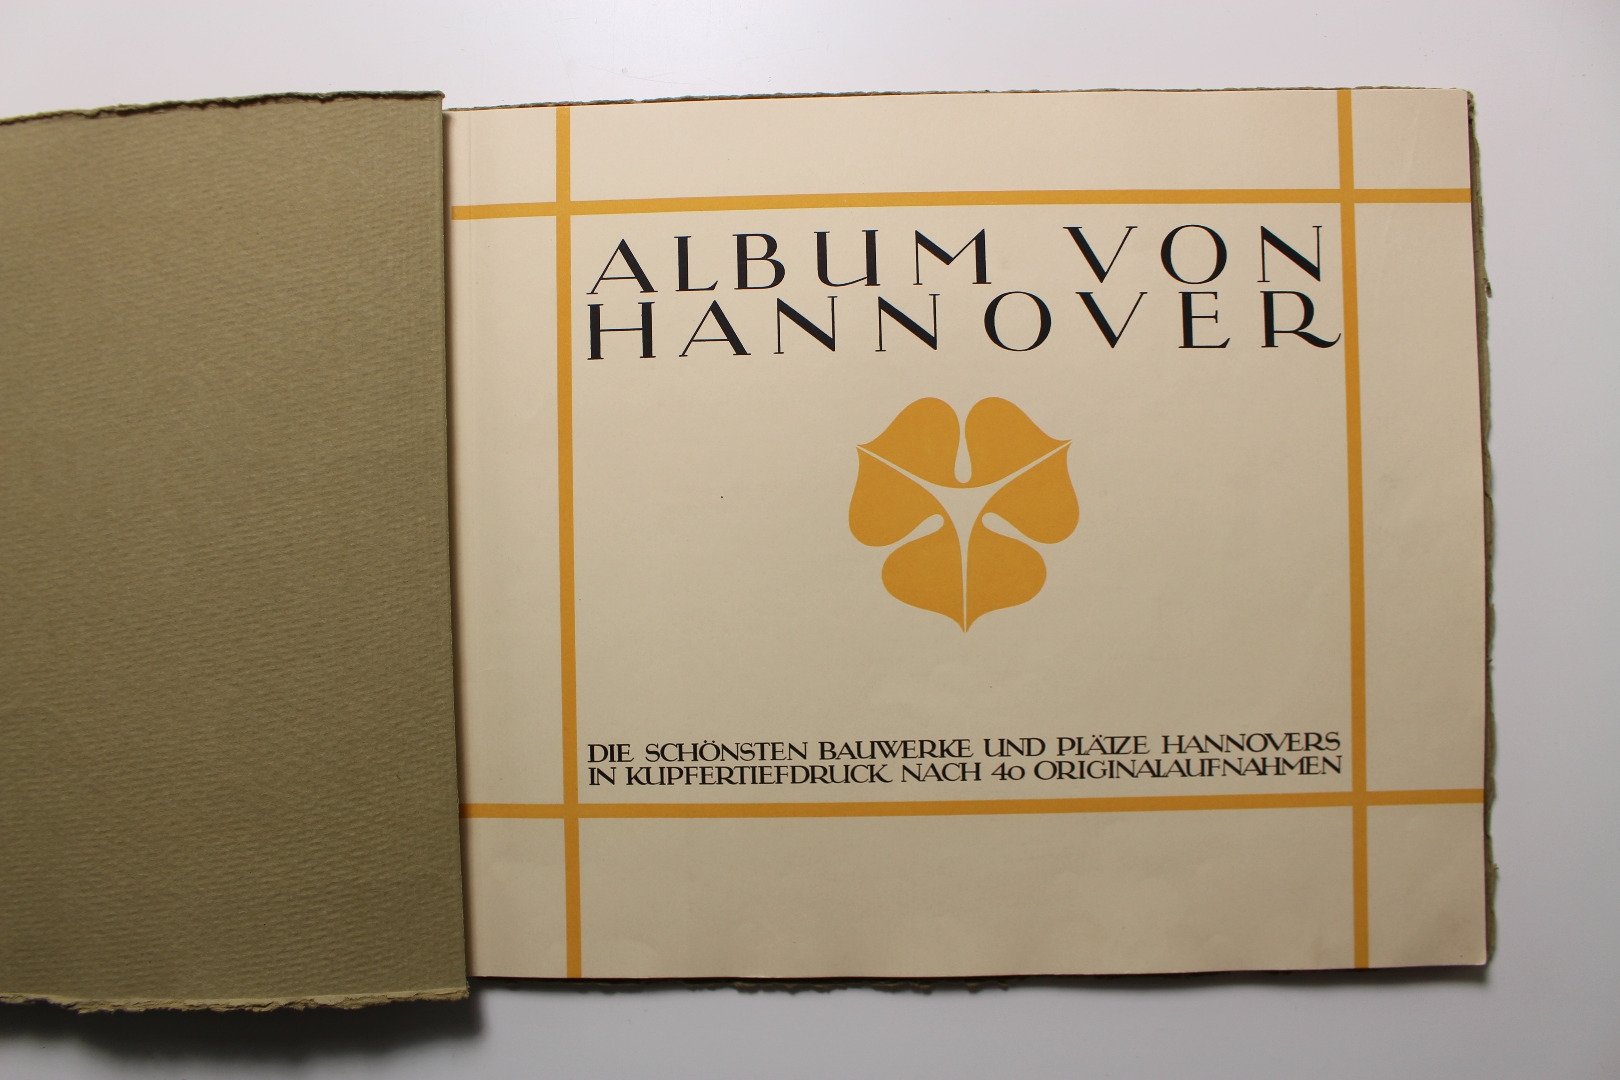 ALBUM VON
HANNOVER
DIE SCHÖNSTEN BAUWERKE UND PLÄTZE HANNOVERS
IN KUPFERTIEFDRUCK NACH 40 ORIGINALAUFNAHMEN